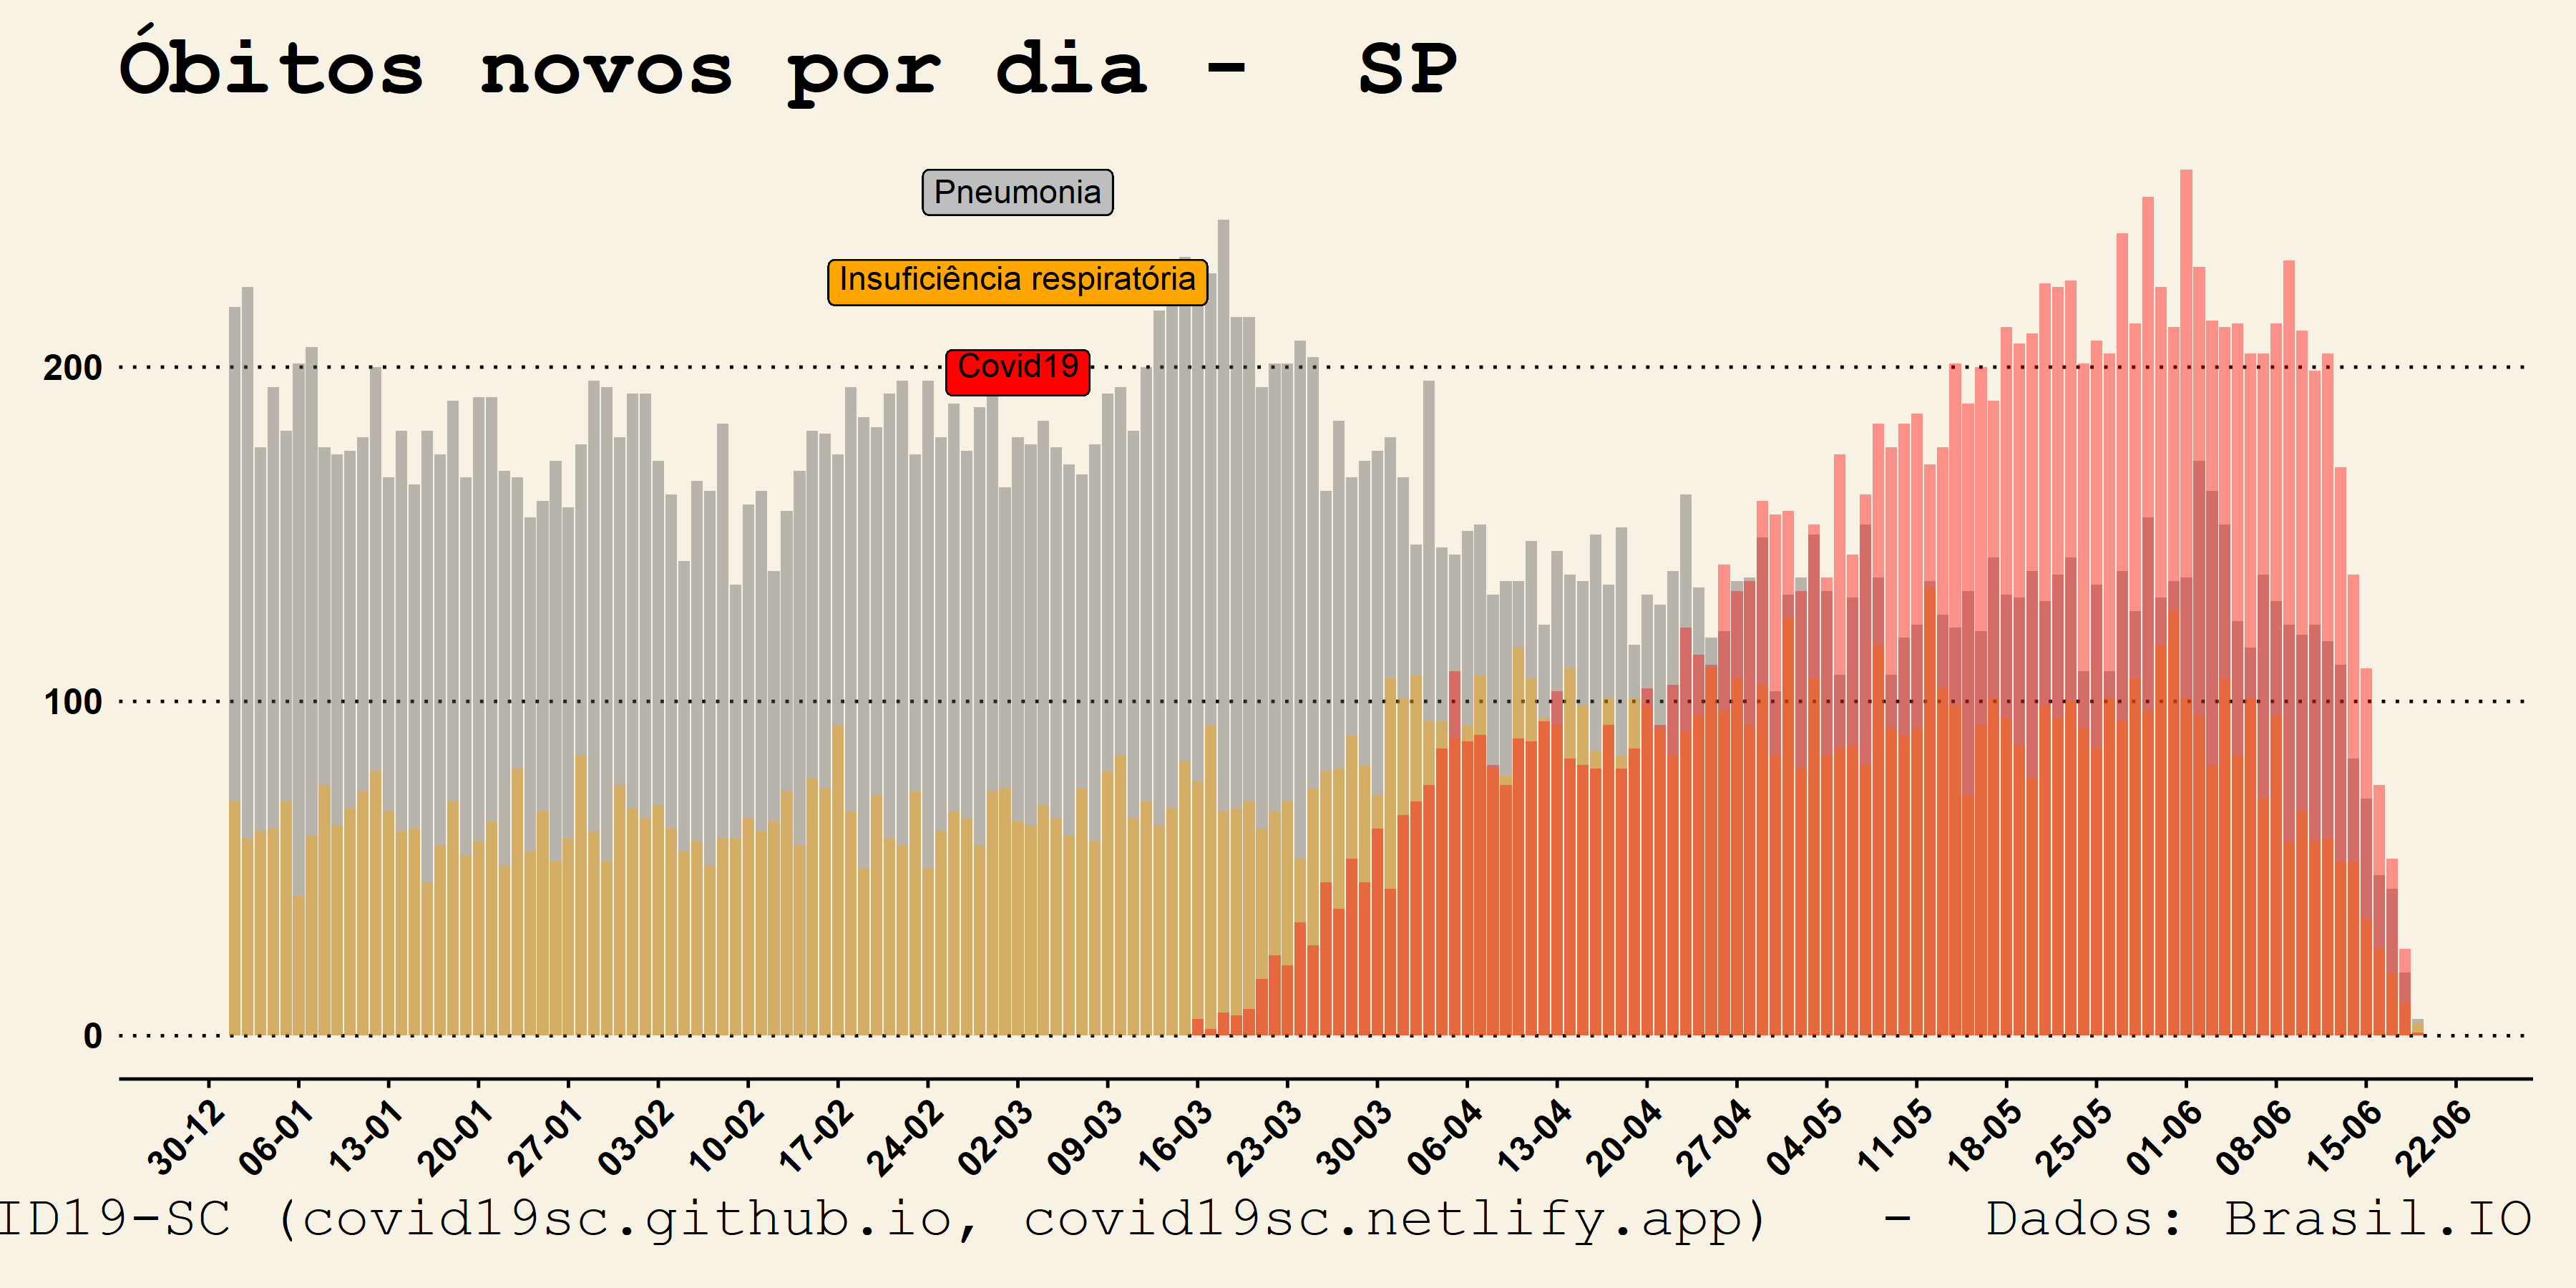 Óbitos novos por dia - SP
Pneumonia
Insuficiência respiratória
Covid19
200
100
0
30-12 06-01 13-01 20-01 27-01 03-02 10-02 17-02 24-02 02-03 09-03 16-03 23-03 30-03 06-04 13-04 20-04 27-04 04-05 11-05 18-05 25-05 01-06 08-06 15-06 22-06
ID19-SC (covid19sc.github.io, covid19sc.netlify.app) - Dados: Brasil.IO